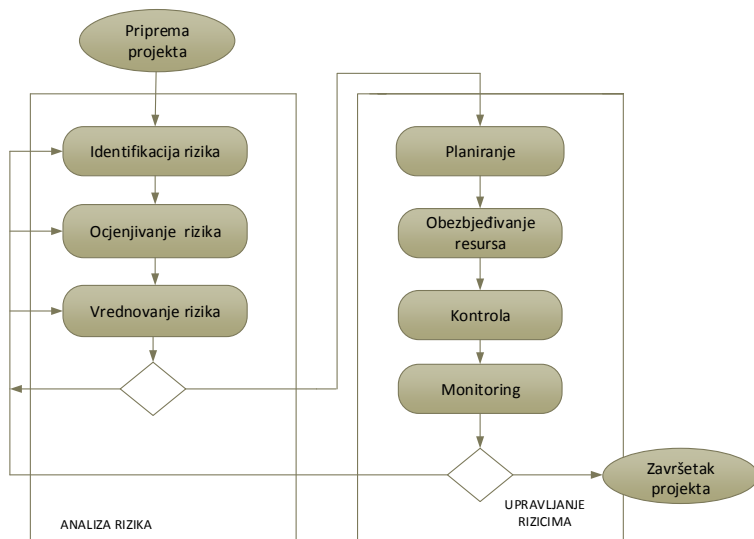 Priprema
projekta
Identifikacija rizika
Ocjenjivanje rizika
Vrednovanje rizika
ANALIZA RIZIKA
Planiranje
Obezbjeđivanje
resursa
Kontrola
Monitoring
UPRAVLJANJE
RIZICIMA
Završetak
projekta